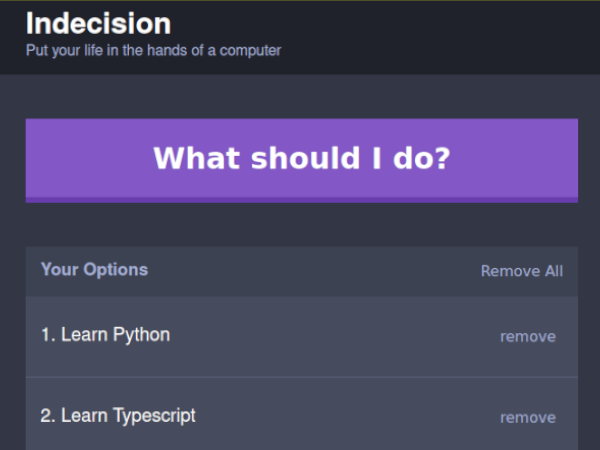 Indecision
Put your life in the hands of a computer
What should I do?
Your Options Remove All
1. Learn Python remove
2. Learn Typescript remove